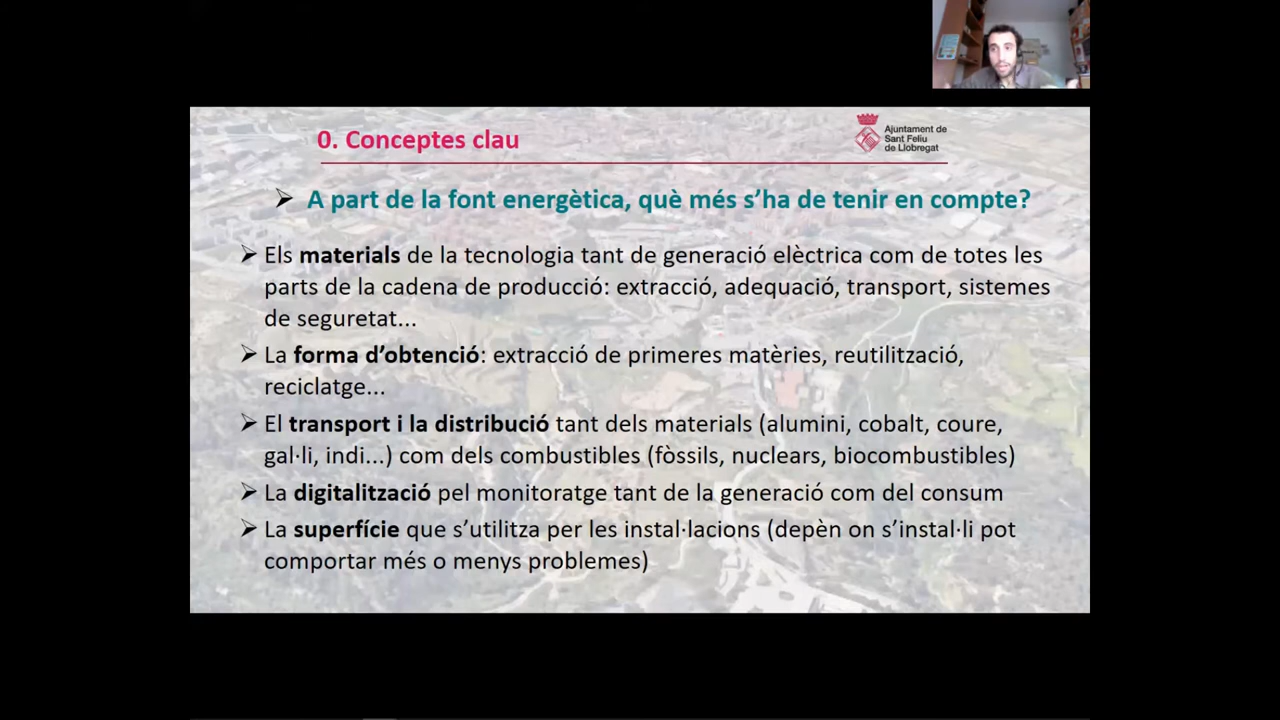 0. Conceptes clau
Ajuntament de
Sant Feliu
de Llobregat
➢ A part de la font energètica, què més s’ha de tenir en compte?
➢ Els materials de la tecnologia tant de generació elèctrica com de totes les
parts de la cadena de producció: extracció, adequació, transport, sistemes
de seguretat...
➢ La forma d’obtenció: extracció de primeres matèries, reutilització,
reciclatge...
➢ El transport i la distribució tant dels materials (alumini, cobalt, coure,
gal·li, indi...) com dels combustibles (fòssils, nuclears, biocombustibles)
➢ La digitalització pel monitoratge tant de la generació com del consum
➢ La superfície que s’utilitza per les instal·lacions (depèn on s’instal·li pot
comportar més o menys problemes)